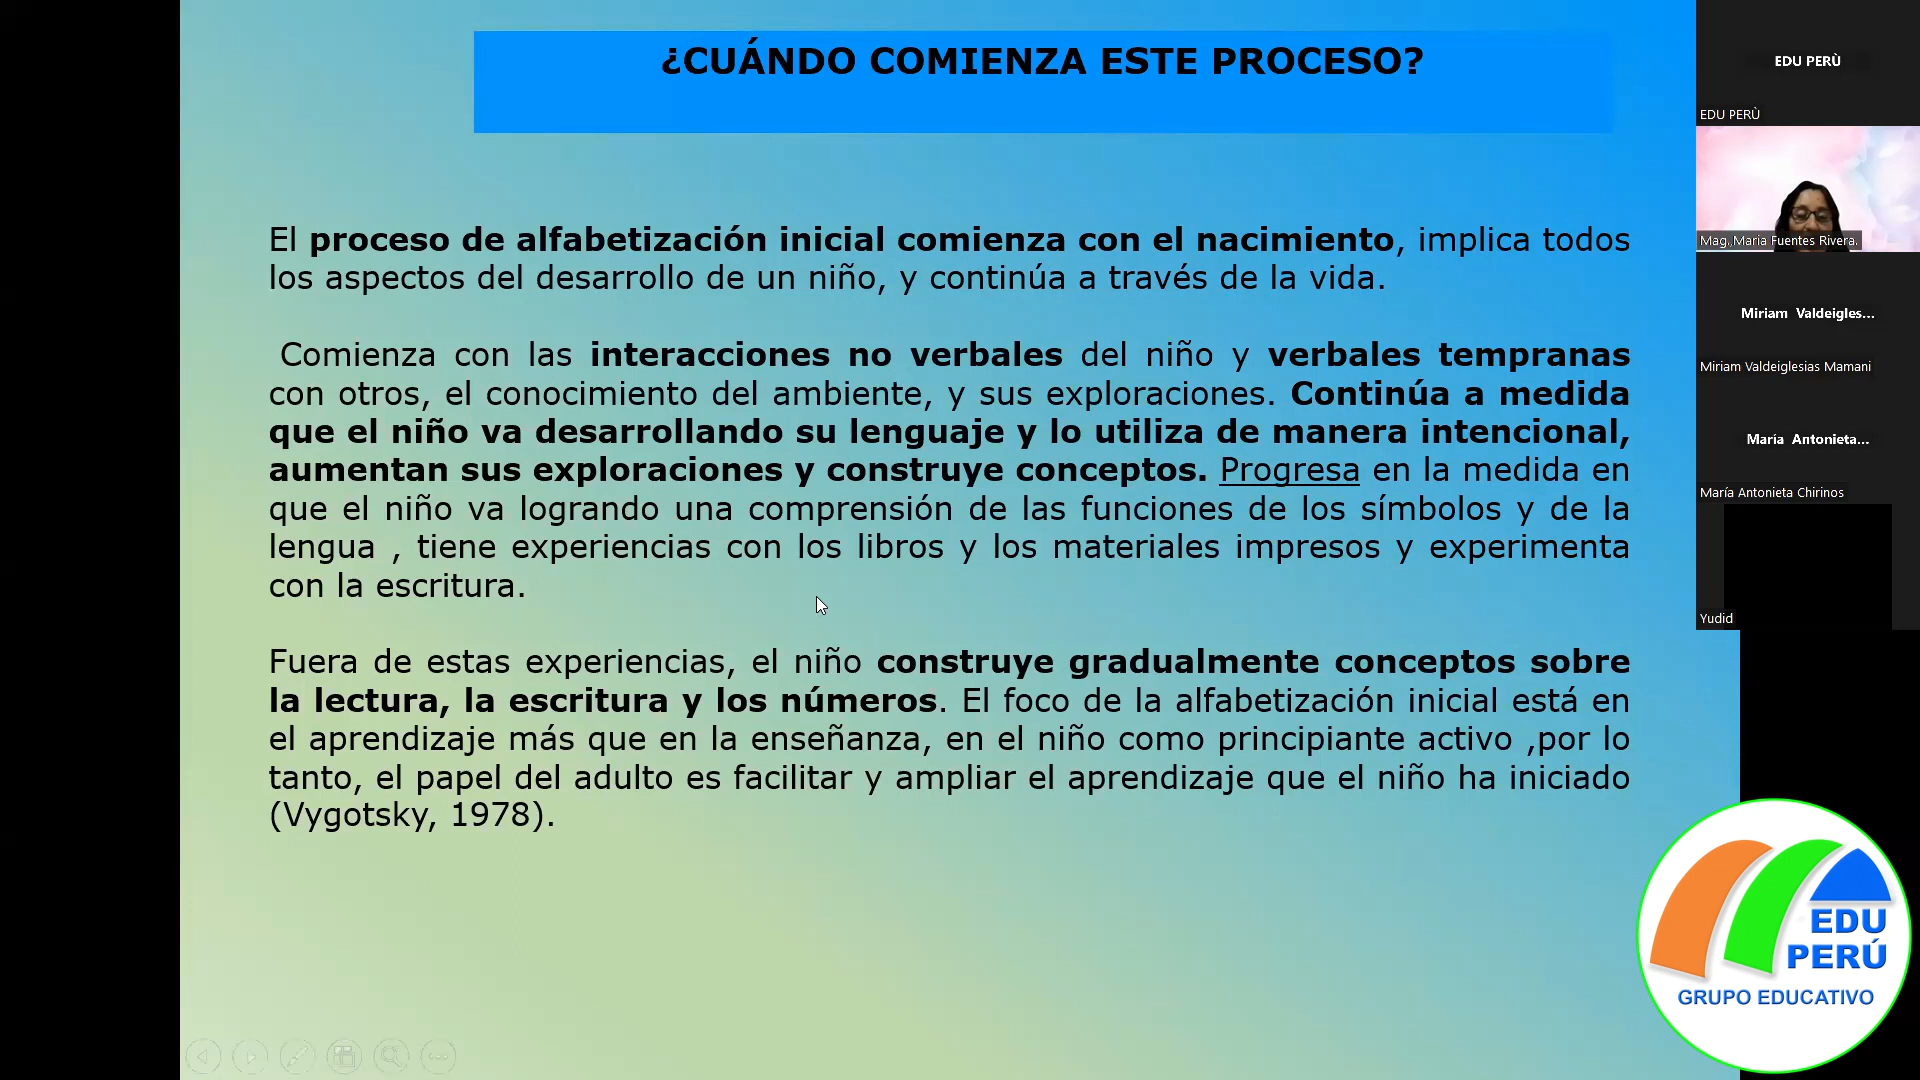 ¿CUÁNDO COMIENZA ESTE PROCESO?
El proceso de alfabetización inicial comienza con el nacimiento, implica todos
los aspectos del desarrollo de un niño, y continúa a través de la vida.
Comienza con las interacciones no verbales del niño y verbales tempranas
con otros, el conocimiento del ambiente, y sus exploraciones. Continúa a medida
que el niño va desarrollando su lenguaje y lo utiliza de manera intencional,
aumentan sus exploraciones y construye conceptos. Progresa en la medida en
que el niño va logrando una comprensión de las funciones de los símbolos y de la
lengua , tiene experiencias con los libros y los materiales impresos y experimenta
con la escritura.
Fuera de estas experiencias, el niño construye gradualmente conceptos sobre
la lectura, la escritura y los números. El foco de la alfabetización inicial está en
el aprendizaje más que en la enseñanza, en el niño como principiante activo ,por lo
tanto, el papel del adulto es facilitar y ampliar el aprendizaje que el niño ha iniciado
(Vygotsky, 1978).
EDU PERÙ
EDU PERÙ
Mag. Maria Fuentes Rivera.
Miriam Valdeigles...
Miriam Valdeiglesias Mamani
María Antonieta...
María Antonieta Chirinos
Yudid
EDU
PERÚ
GRUPO EDUCATIVO